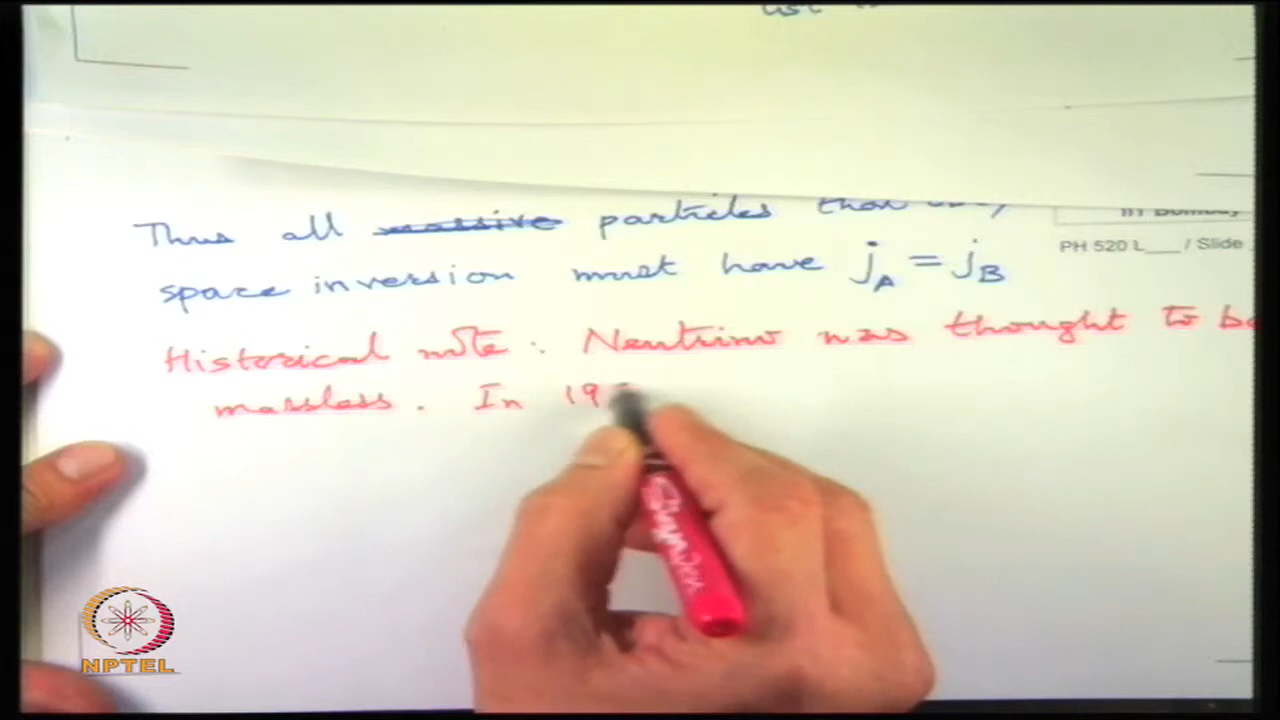 Thus all massive particles that
space inversion must have j_A = j_B
PH 520 L___ / Slide
Historical note : Neutrino was thought to be
massless . In 19
NPTEL